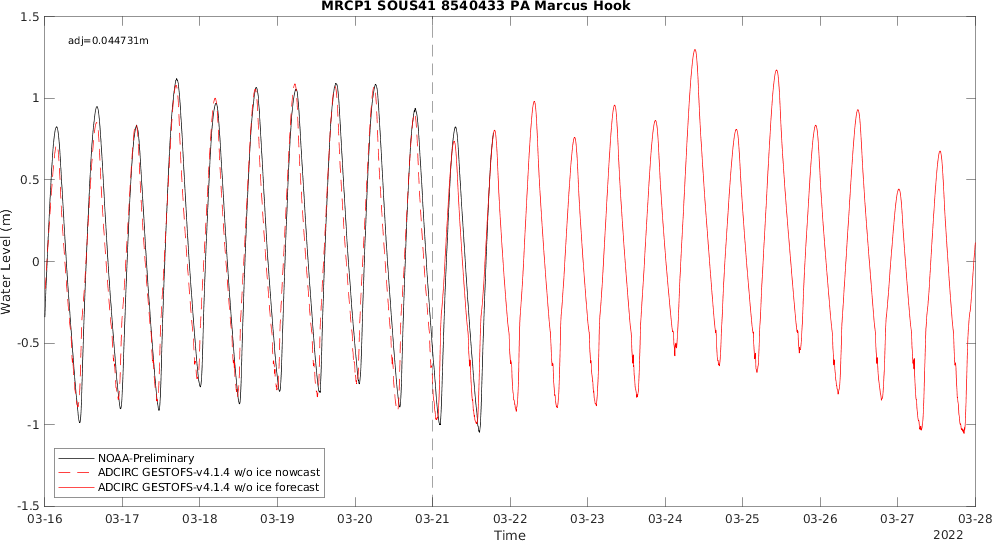 MRCP1 SOUS41 8540433 PA Marcus Hook
adj=0.044731m
1.5
1
0.5
0
-0.5
-1
-1.5
Water Level (m)
NOAA-Preliminary
ADCIRC GESTOFS-v4.1.4 w/o ice nowcast
ADCIRC GESTOFS-v4.1.4 w/o ice forecast
03-16 03-17 03-18 03-19 03-20 03-21 03-22 03-23 03-24 03-25 03-26 03-27 03-28
Time
2022